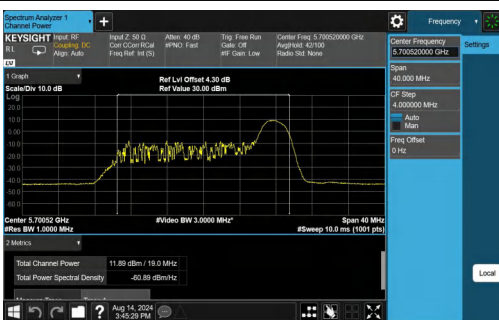 Spectrum Analyzer 1
Channel Power
Frequency
KEYSIGHT
Input: RF
Coupling: DC
Align: Auto
Input Z: 50 Ω
Corr CCorr RCal
Freq Ref: Int (S)
Atten: 40 dB
#PNO: Fast
Trig: Free Run
Gate: Off
#IF Gain: Low
Center Freq: 5.700520000 GHz
Avg|Hold: 42/100
Radio Std: None
RL
LXI
Center Frequency
5.700520000 GHz
Settings
Span
40.000 MHz
CF Step
4.000000 MHz
Auto
Man
Freq Offset
0 Hz
Local
1 Graph
Scale/Div 10.0 dB
Ref Lvl Offset 4.30 dB
Ref Value 30.00 dBm
Log
20.0
10.0
0.00
-10.0
-20.0
-30.0
-40.0
-50.0
-60.0
Center 5.70052 GHz
#Res BW 1.0000 MHz
#Video BW 3.0000 MHz*
Span 40 MHz
#Sweep 10.0 ms (1001 pts)
2 Metrics
Total Channel Power
11.89 dBm / 19.0 MHz
Total Power Spectral Density
-60.89 dBm/Hz
?
Aug 14, 2024
3:45:29 PM